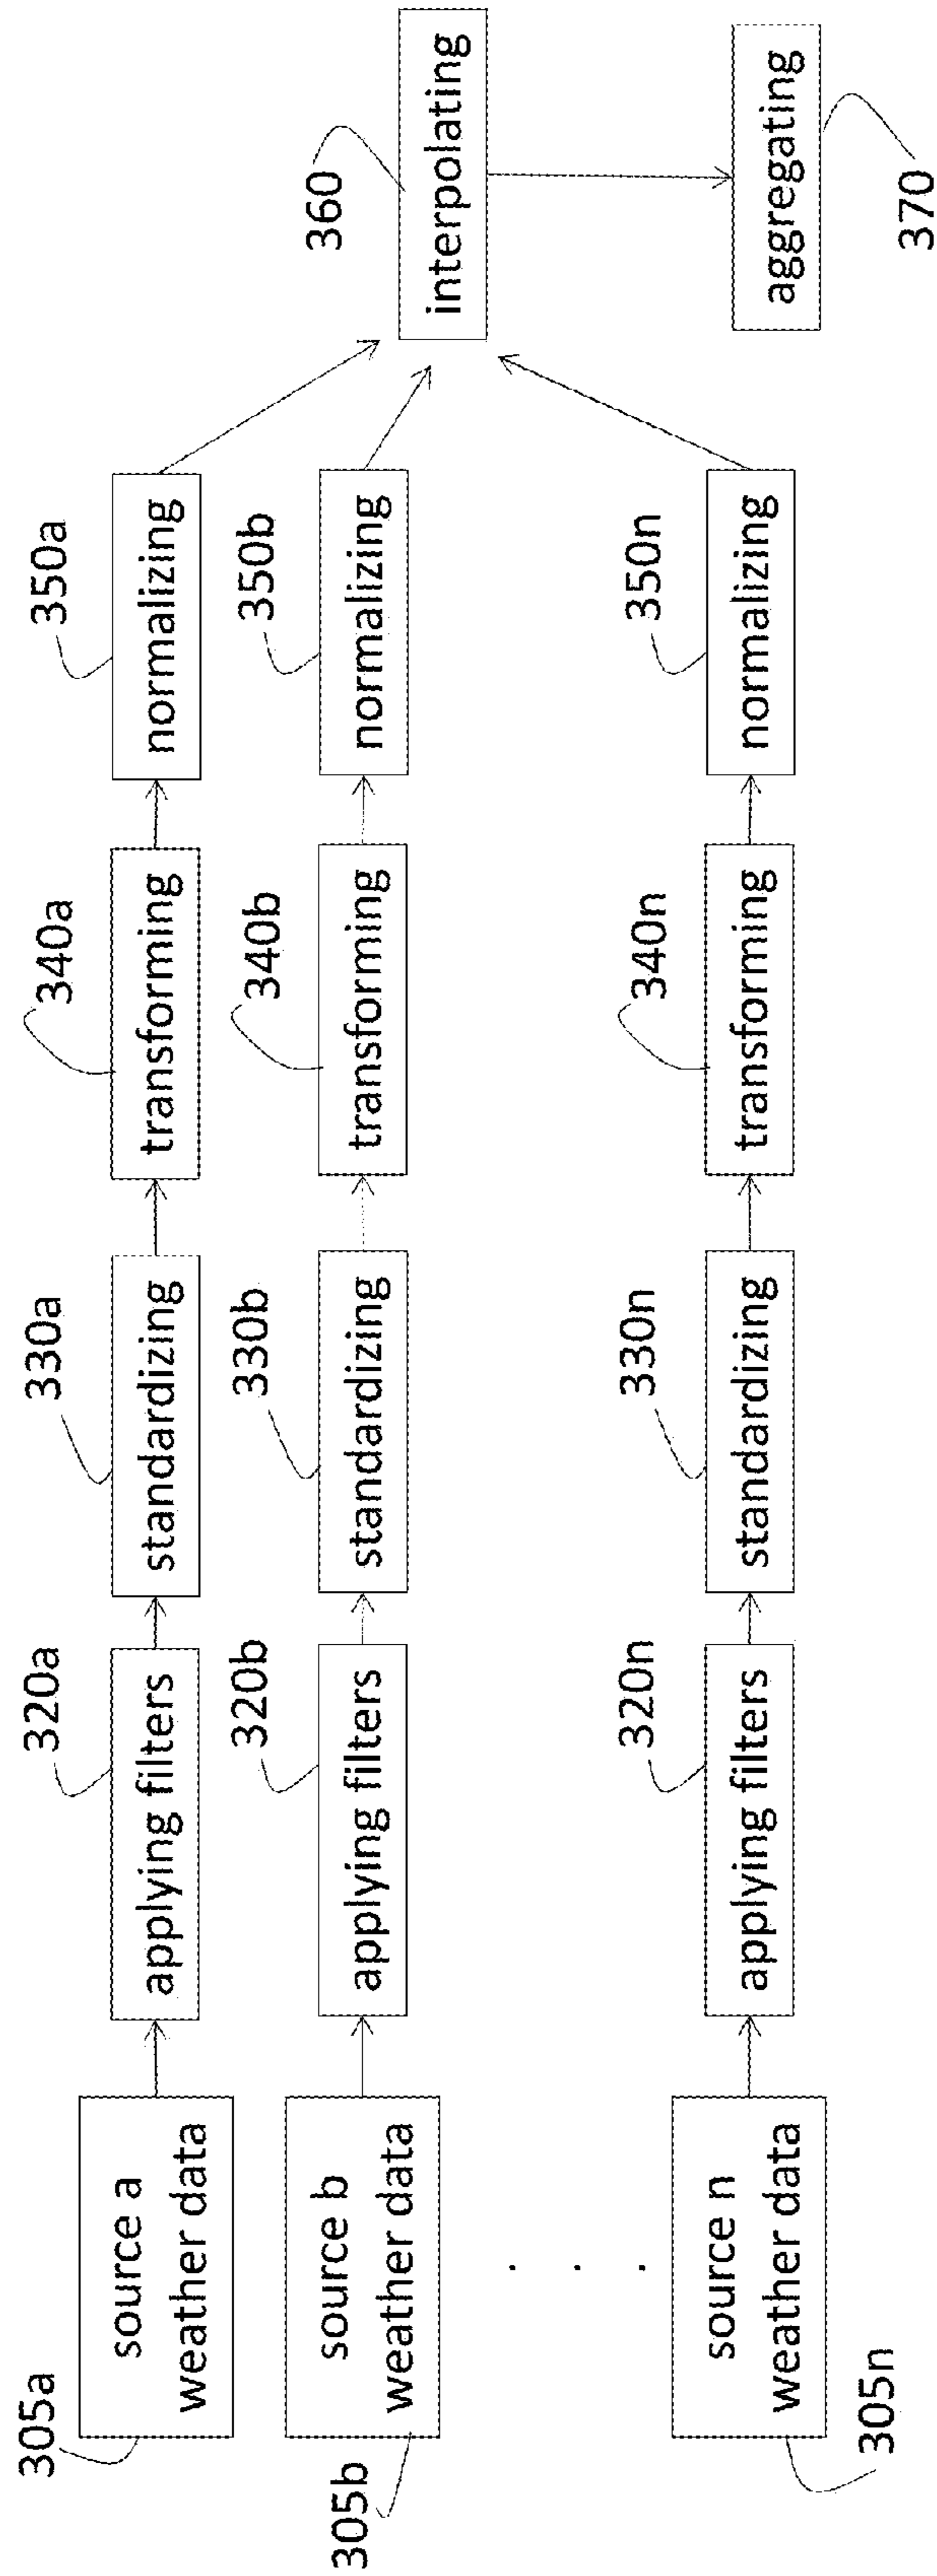 305a
source a
weather data
320a
applying filters
330a
standardizing
340a
transforming
350a
normalizing
305b
source b
weather data
320b
applying filters
330b
standardizing
340b
transforming
350b
normalizing
. . .
305n
source n
weather data
320n
applying filters
330n
standardizing
340n
transforming
350n
normalizing
360
interpolating
aggregating
370